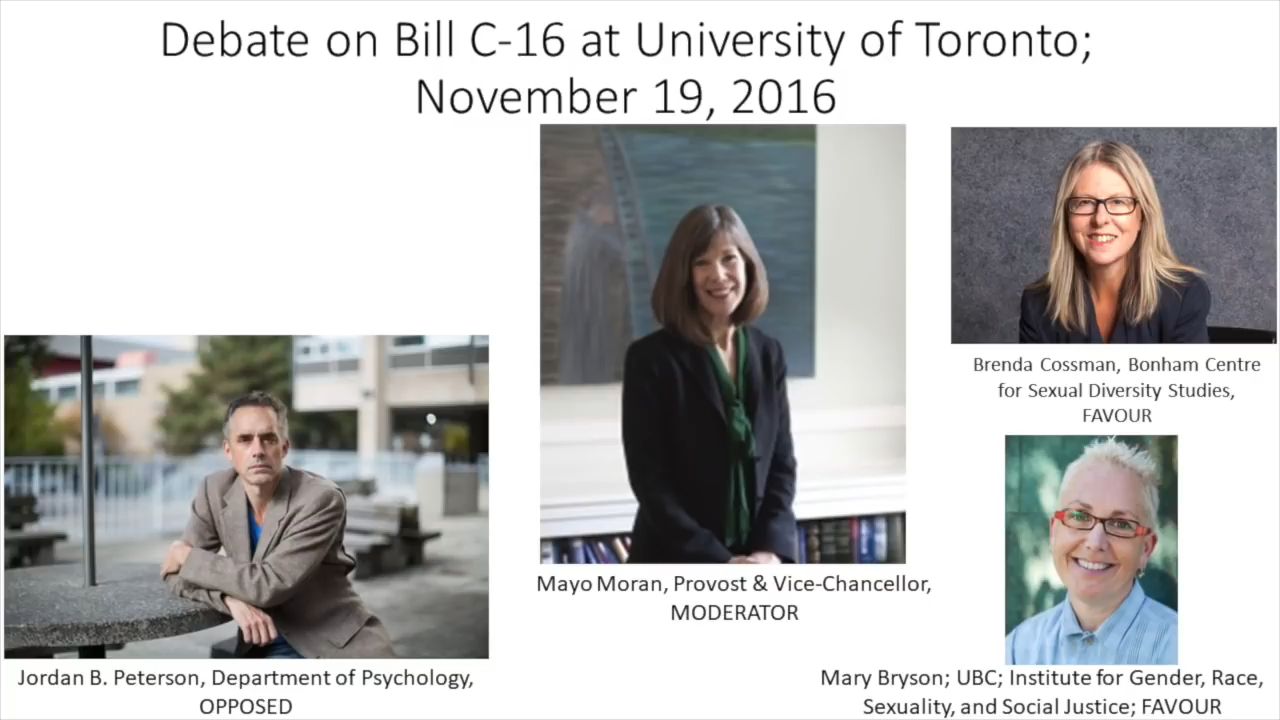 Debate on Bill C-16 at University of Toronto;
November 19, 2016
Brenda Cossman, Bonham Centre
for Sexual Diversity Studies,
FAVOUR
Mayo Moran, Provost & Vice-Chancellor,
MODERATOR
Jordan B. Peterson, Department of Psychology,
OPPOSED
Mary Bryson; UBC; Institute for Gender, Race,
Sexuality, and Social Justice; FAVOUR